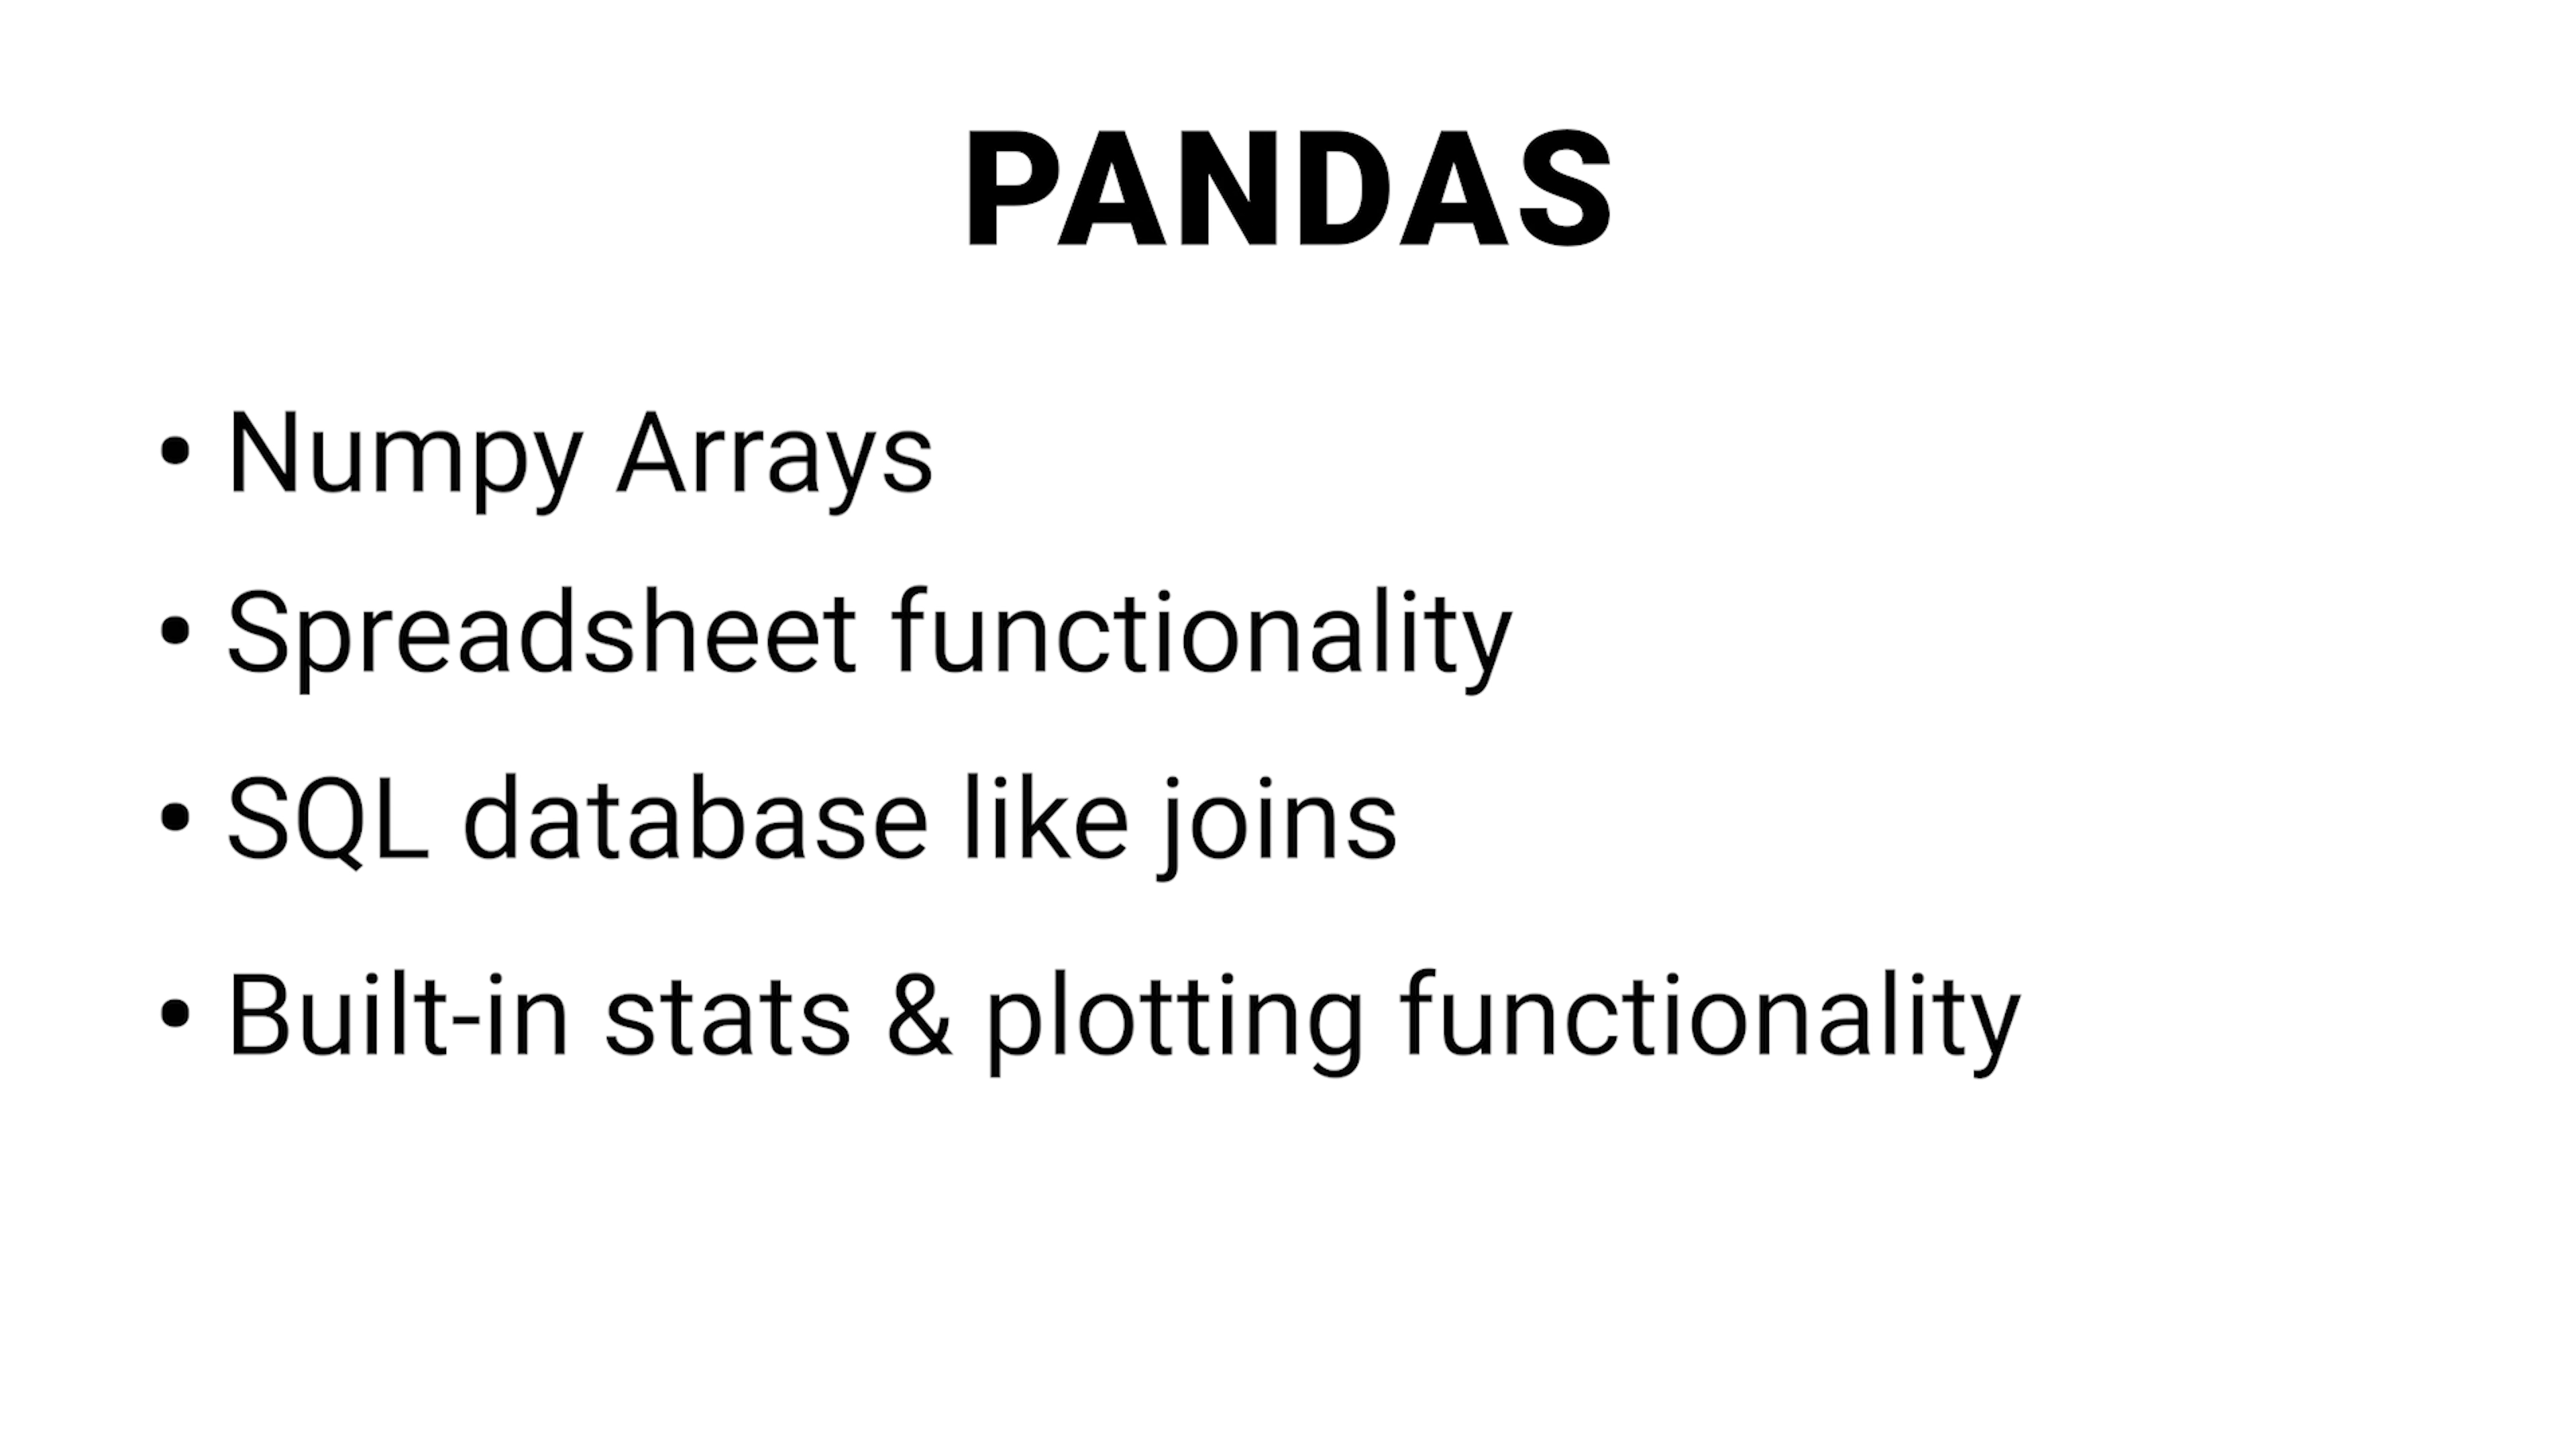 PANDAS
• Numpy Arrays
• Spreadsheet functionality
• SQL database like joins
• Built-in stats & plotting functionality